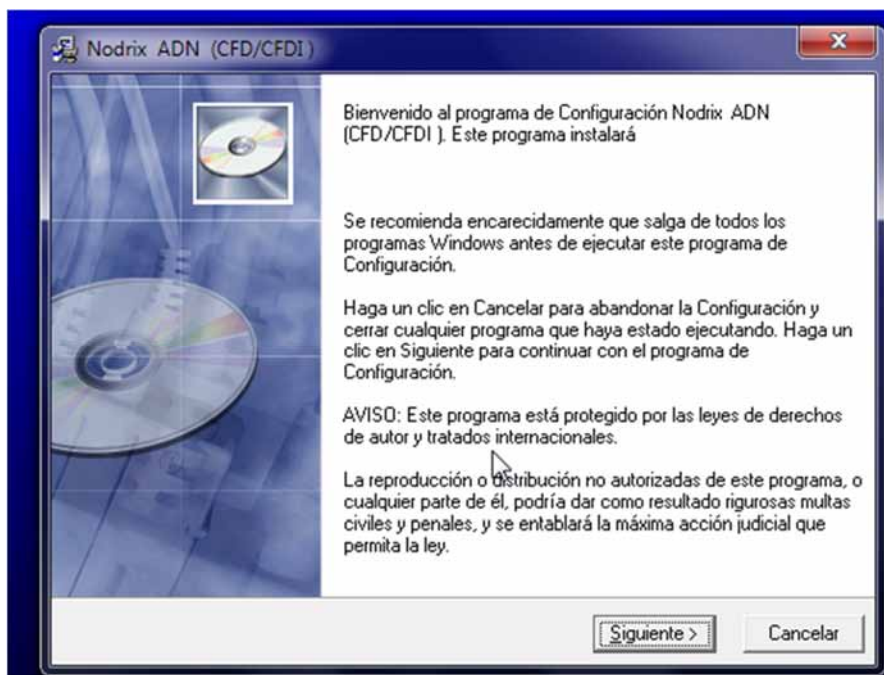 Nodrix ADN (CFD/CFDI)
Bienvenido al programa de Configuración Nodrix ADN
(CFD/CFDI ). Este programa instalará
Se recomienda encarecidamente que salga de todos los
programas Windows antes de ejecutar este programa de
Configuración.
Haga un clic en Cancelar para abandonar la Configuración y
cerrar cualquier programa que haya estado ejecutando. Haga un
clic en Siguiente para continuar con el programa de
Configuración.
AVISO: Este programa está protegido por las leyes de derechos
de autor y tratados internacionales.
La reproducción o distribución no autorizadas de este programa, o
cualquier parte de él, podría dar como resultado rigurosas multas
civiles y penales, y se entablará la máxima acción judicial que
permita la ley.
Siguiente >
Cancelar